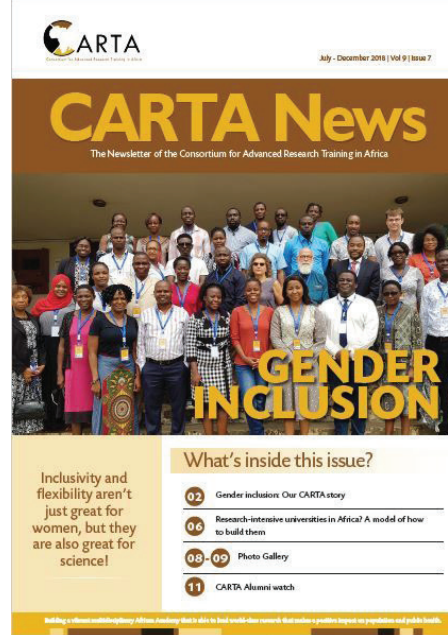 CARTA
Consortium for Advanced Research Training in Africa
July - December 2018 | Vol 9 | Issue 7
CARTA News
The Newsletter of the Consortium for Advanced Research Training in Africa
GENDER
INCLUSION
Inclusivity and
flexibility aren't
just great for
women, but they
are also great for
science!
What's inside this issue?
02 Gender inclusion: Our CARTA story
06 Research-intensive universities in Africa? A model of how
to build them
08-09 Photo Gallery
11 CARTA Alumni watch
Building a vibrant multidisciplinary African Academy that is able to lead world-class research that makes a positive impact on population and public health